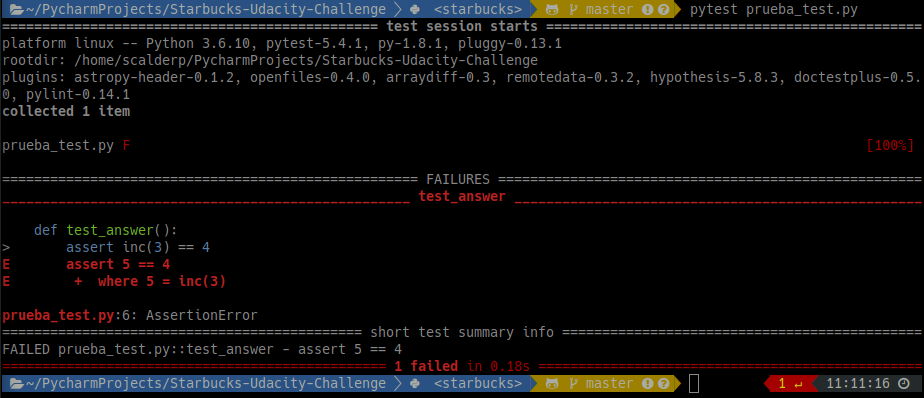 ~/PycharmProjects/Starbucks-Udacity-Challenge <starbucks> master pytest prueba_test.py
============================================== test session starts ===============================================
platform linux -- Python 3.6.10, pytest-5.4.1, py-1.8.1, pluggy-0.13.1
rootdir: /home/scalderp/PycharmProjects/Starbucks-Udacity-Challenge
plugins: astropy-header-0.1.2, openfiles-0.4.0, arraydiff-0.3, remotedata-0.3.2, hypothesis-5.8.3, doctestplus-0.5.
0, pylint-0.14.1
collected 1 item
prueba_test.py F [100%]
==================================================== FAILURES =====================================================
___________________________________________________ test_answer ___________________________________________________
def test_answer():
> assert inc(3) == 4
E assert 5 == 4
E + where 5 = inc(3)
prueba_test.py:6: AssertionError
============================================= short test summary info =============================================
FAILED prueba_test.py::test_answer - assert 5 == 4
================================================ 1 failed in 0.18s ================================================
~/PycharmProjects/Starbucks-Udacity-Challenge <starbucks> master 1 ↵ 11:11:16